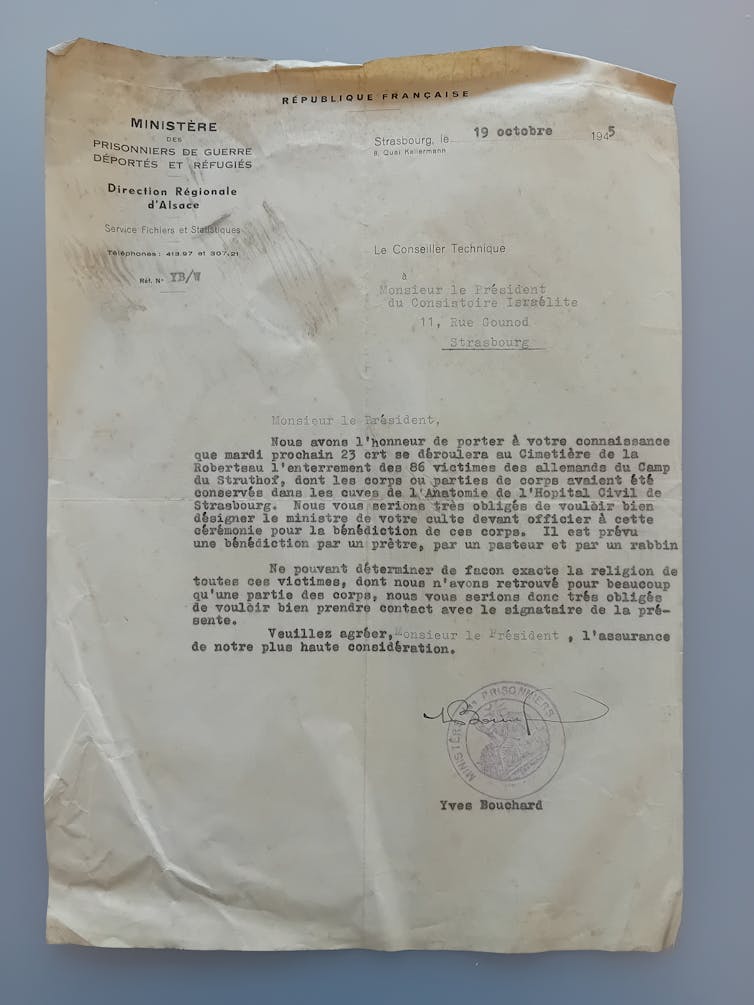 RÉPUBLIQUE FRANÇAISE
MINISTÈRE
DES
PRISONNIERS DE GUERRE
DÉPORTÉS ET RÉFUGIÉS
Direction Régionale
d'Alsace
Service Fichiers et Statistiques
Téléphones : 413.97 et 307.21
Réf. N° YB/W
Strasbourg, le 19 octobre 1945
8, Quai Kellermann
Le Conseiller Technique
à
Monsieur le Président
du Consistoire Israélite
11, Rue Gounod
Strasbourg
Monsieur le Président,
Nous avons l'honneur de porter à votre connaissance
que mardi prochain 23 crt se déroulera au Cimetière de la
Robertsau l'enterrement des 86 victimes des allemands du Camp
du Struthof, dont les corps ou parties de corps avaient été
conservés dans les cuves de l'Anatomie de l'Hopital Civil de
Strasbourg. Nous vous serions très obligés de voulòir bien
désigner le ministre de votre culte devant officier à cette
cérémonie pour la bénédiction de ces corps. Il est prévu
une bénédiction par un prètre, par un pasteur et par un rabbin
Ne pouvant déterminer de facon exacte la religion de
toutes ces victimes, dont nous n'avons retrouvé pour beaucoup
qu'une partie des corps, nous vous serions donc trés obligés
de voulòir bien prendre contact avec le signataire de la pré-
sente.
Veuillez agréer, Monsieur le Président , l'assurance
de notre plus haute considération.
MINISTÈRE des PRISONNIERS
Yves Bouchard